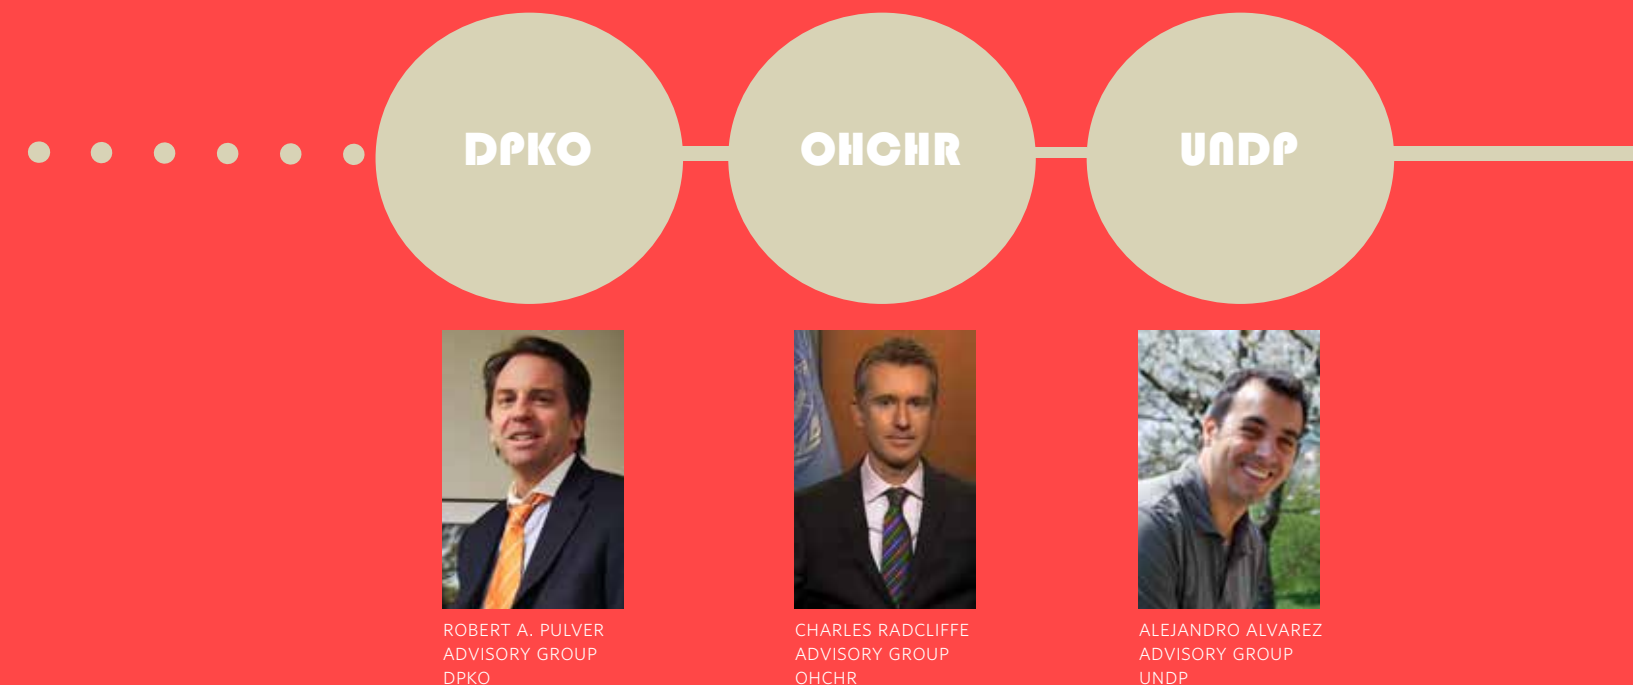 DPKO
OHCHR
UNDP
ROBERT A. PULVER
ADVISORY GROUP
DPKO
CHARLES RADCLIFFE
ADVISORY GROUP
OHCHR
ALEJANDRO ALVAREZ
ADVISORY GROUP
UNDP